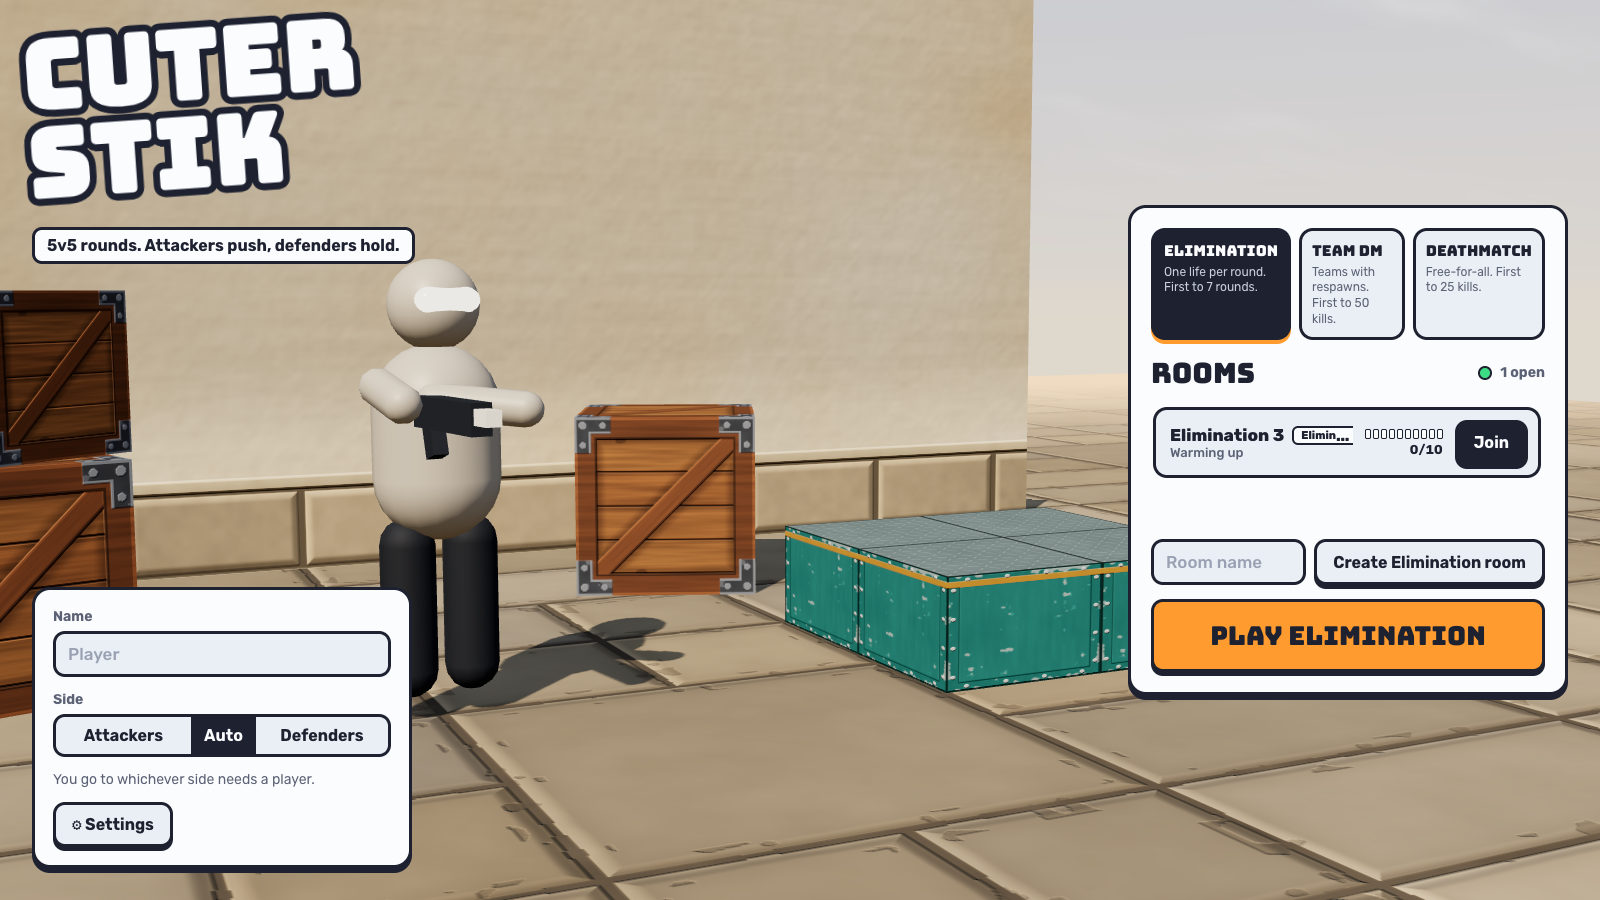 CUTER
STIK
5v5 rounds. Attackers push, defenders hold.
Name
Player
Side
Attackers
Auto
Defenders
You go to whichever side needs a player.
⚙ Settings
ELIMINATION
One life per round.
First to 7 rounds.
TEAM DM
Teams with
respawns.
First to 50
kills.
DEATHMATCH
Free-for-all. First
to 25 kills.
ROOMS
1 open
Elimination 3
Elimin...
Warming up
0/10
Join
Room name
Create Elimination room
PLAY ELIMINATION